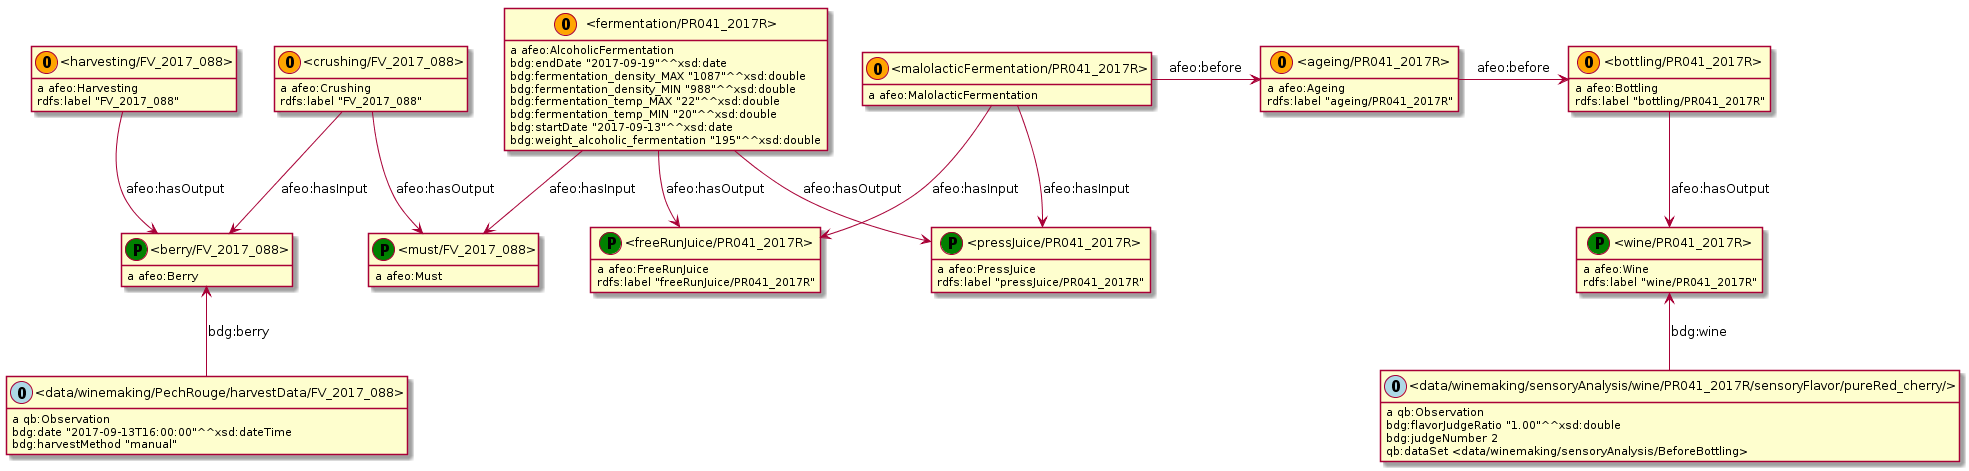 O <harvesting/FV_2017_088>
a afeo:Harvesting
rdfs:label "FV_2017_088"
O <crushing/FV_2017_088>
a afeo:Crushing
rdfs:label "FV_2017_088"
O <fermentation/PR041_2017R>
a afeo:AlcoholicFermentation
bdg:endDate "2017-09-19"^^xsd:date
bdg:fermentation_density_MAX "1087"^^xsd:double
bdg:fermentation_density_MIN "988"^^xsd:double
bdg:fermentation_temp_MAX "22"^^xsd:double
bdg:fermentation_temp_MIN "20"^^xsd:double
bdg:startDate "2017-09-13"^^xsd:date
bdg:weight_alcoholic_fermentation "195"^^xsd:double
O <malolacticFermentation/PR041_2017R>
a afeo:MalolacticFermentation
afeo:before
O <ageing/PR041_2017R>
a afeo:Ageing
rdfs:label "ageing/PR041_2017R"
afeo:before
O <bottling/PR041_2017R>
a afeo:Bottling
rdfs:label "bottling/PR041_2017R"
afeo:hasOutput
afeo:hasInput
afeo:hasOutput
afeo:hasInput
afeo:hasOutput
afeo:hasOutput
afeo:hasInput
afeo:hasInput
afeo:hasOutput
P <berry/FV_2017_088>
a afeo:Berry
P <must/FV_2017_088>
a afeo:Must
P <freeRunJuice/PR041_2017R>
a afeo:FreeRunJuice
rdfs:label "freeRunJuice/PR041_2017R"
P <pressJuice/PR041_2017R>
a afeo:PressJuice
rdfs:label "pressJuice/PR041_2017R"
P <wine/PR041_2017R>
a afeo:Wine
rdfs:label "wine/PR041_2017R"
bdg:berry
bdg:wine
O <data/winemaking/PechRouge/harvestData/FV_2017_088>
a qb:Observation
bdg:date "2017-09-13T16:00:00"^^xsd:dateTime
bdg:harvestMethod "manual"
O <data/winemaking/sensoryAnalysis/wine/PR041_2017R/sensoryFlavor/pureRed_cherry/>
a qb:Observation
bdg:flavorJudgeRatio "1.00"^^xsd:double
bdg:judgeNumber 2
qb:dataSet <data/winemaking/sensoryAnalysis/BeforeBottling>